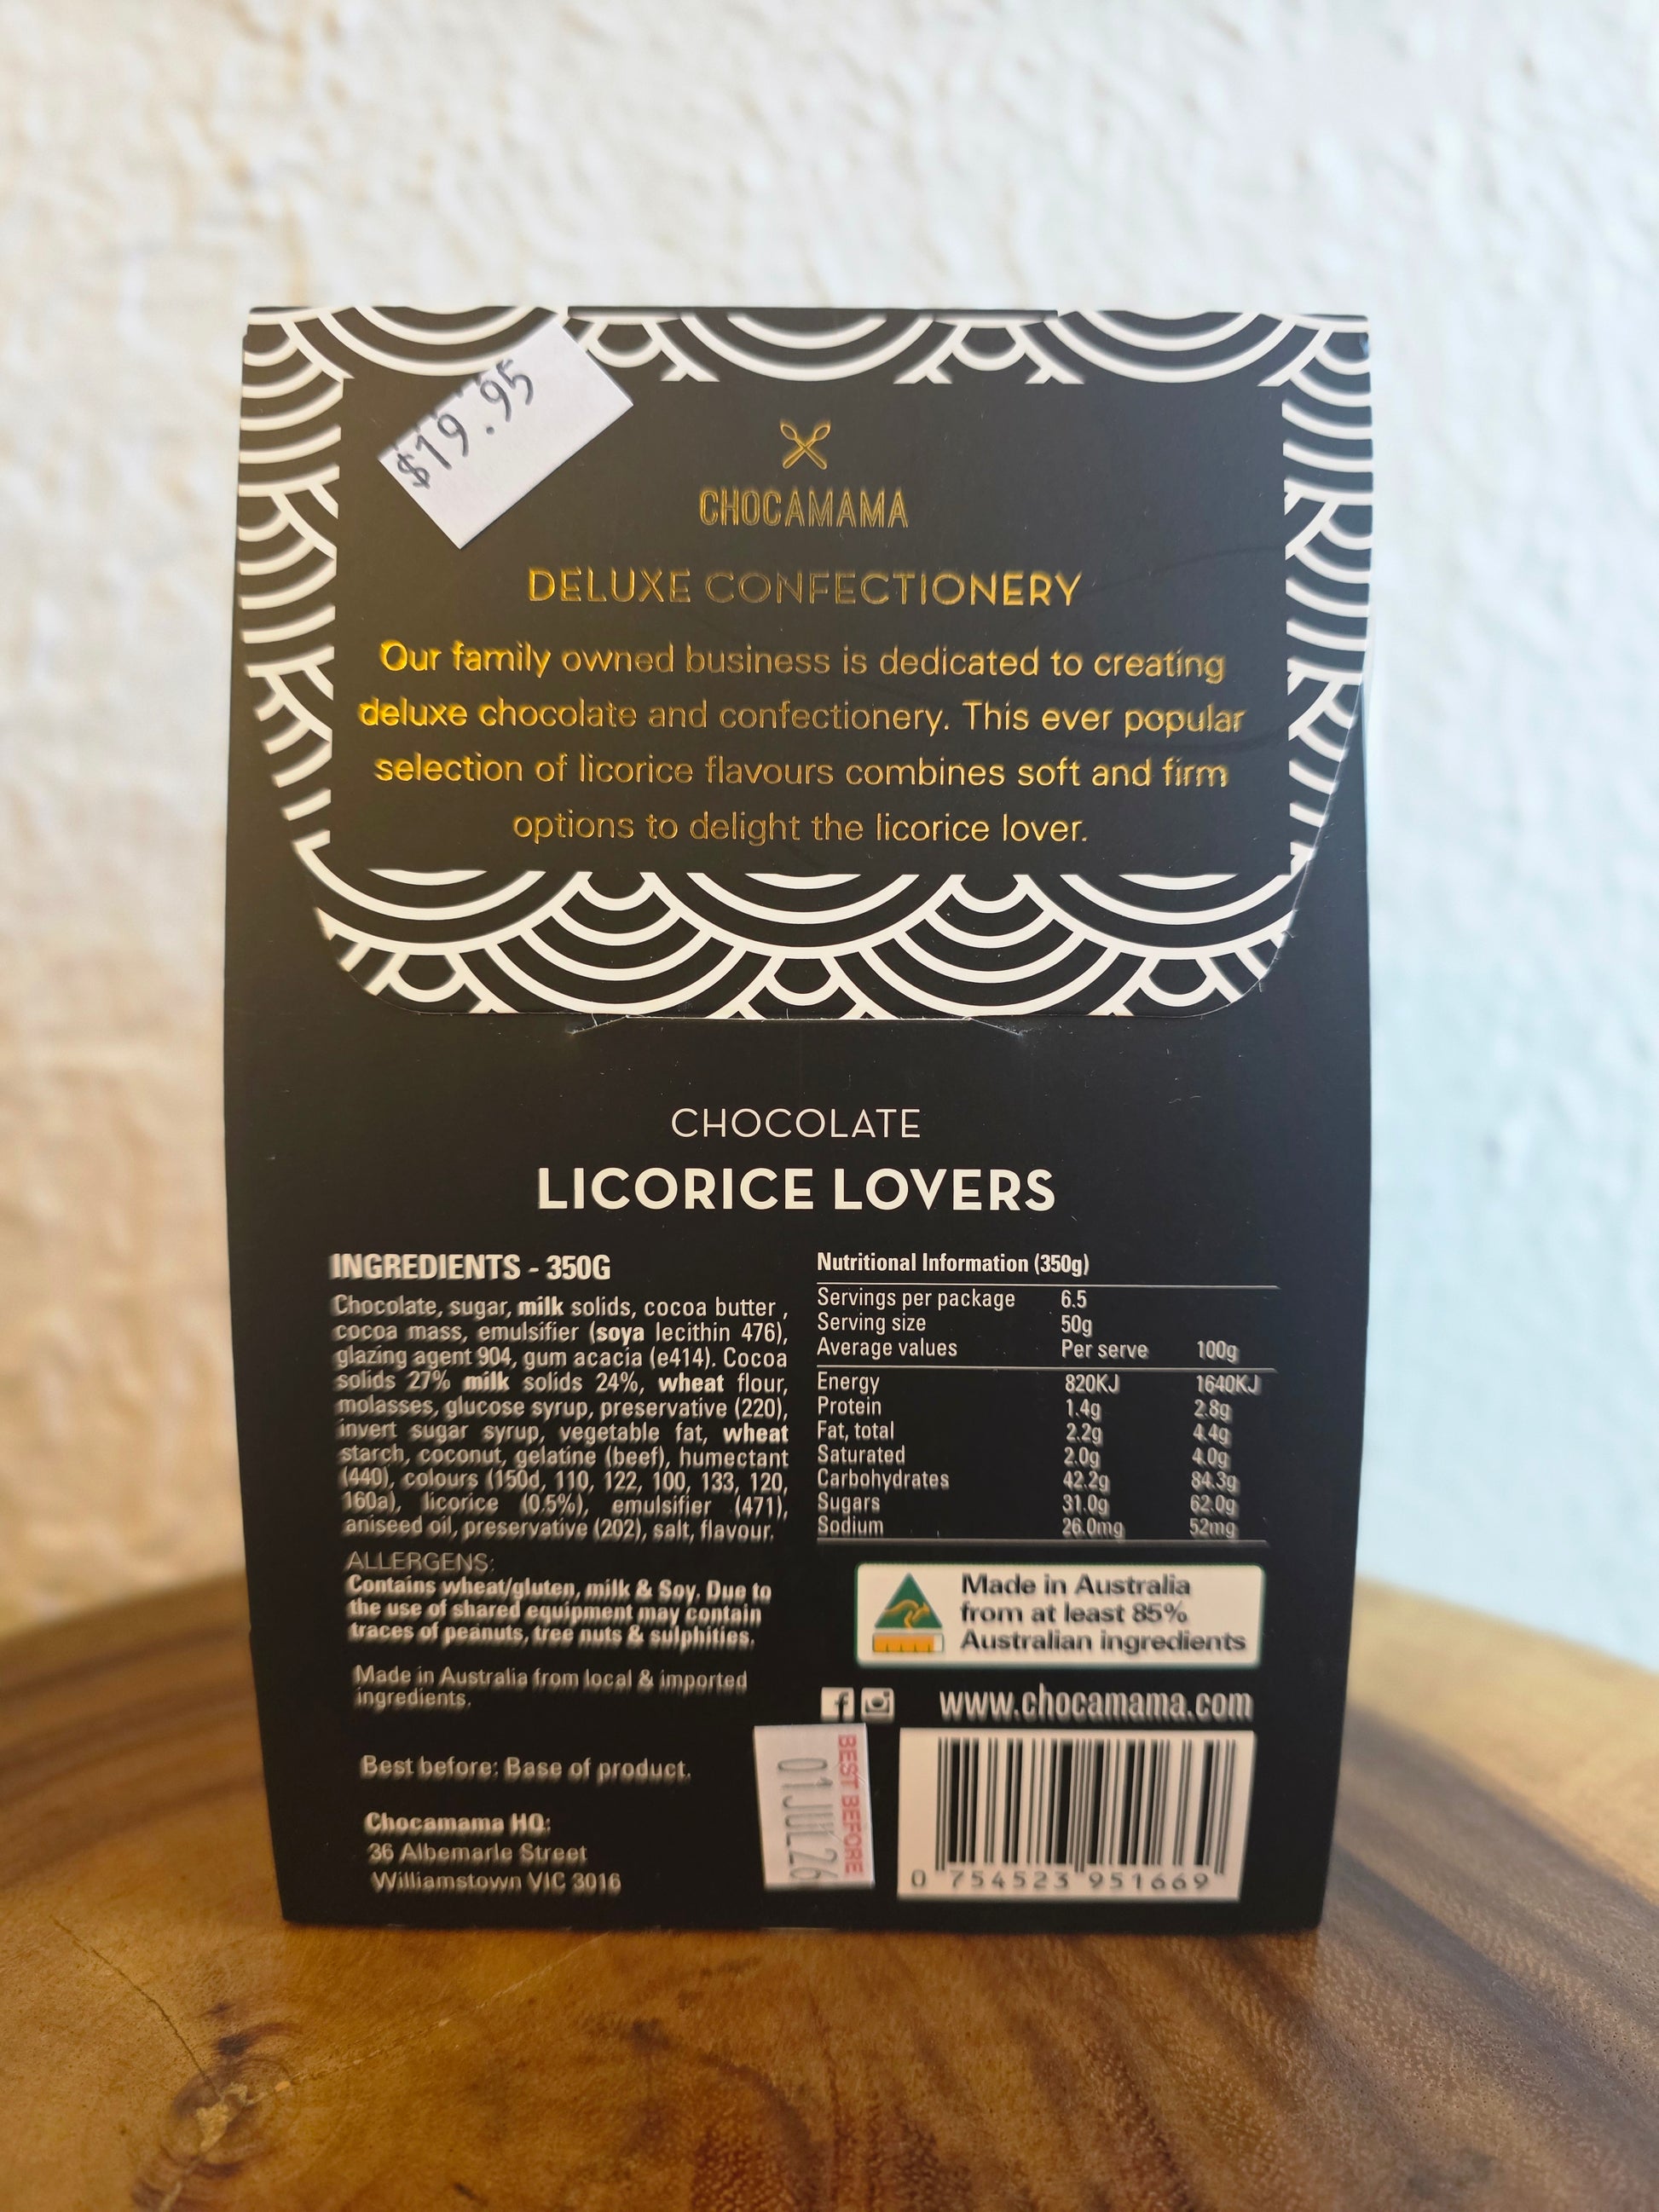 $19.95
CHOCAMAMA
DELUXE CONFECTIONERY
Our family owned business is dedicated to creating
deluxe chocolate and confectionery. This ever popular
selection of licorice flavours combines soft and firm
options to delight the licorice lover.
CHOCOLATE
LICORICE LOVERS
INGREDIENTS - 350G
Chocolate, sugar, milk solids, cocoa butter ,
cocoa mass, emulsifier (soya lecithin 476),
glazing agent 904, gum acacia (e414). Cocoa
solids 27% milk solids 24%, wheat flour,
molasses, glucose syrup, preservative (220),
invert sugar syrup, vegetable fat, wheat
starch, coconut, gelatine (beef), humectant
(440), colours (150d, 110, 122, 100, 133, 120,
160a), licorice (0.5%), emulsifier (471),
aniseed oil, preservative (202), salt, flavour.
ALLERGENS:
Contains wheat/gluten, milk & Soy. Due to
the use of shared equipment may contain
traces of peanuts, tree nuts & sulphities.
Made in Australia from local & imported
ingredients.
Best before: Base of product.
Chocamama HQ:
36 Albemarle Street
Williamstown VIC 3016
Nutritional Information (350g)
Servings per package 6.5
Serving size 50g
Average values Per serve 100g
Energy 820KJ 1640KJ
Protein 1.4g 2.8g
Fat, total 2.2g 4.4g
Saturated 2.0g 4.0g
Carbohydrates 42.2g 84.3g
Sugars 31.0g 62.0g
Sodium 26.0mg 52mg
Made in Australia
from at least 85%
Australian ingredients
www.chocamama.com
BEST BEFORE
01JUL26
0 754523 951669